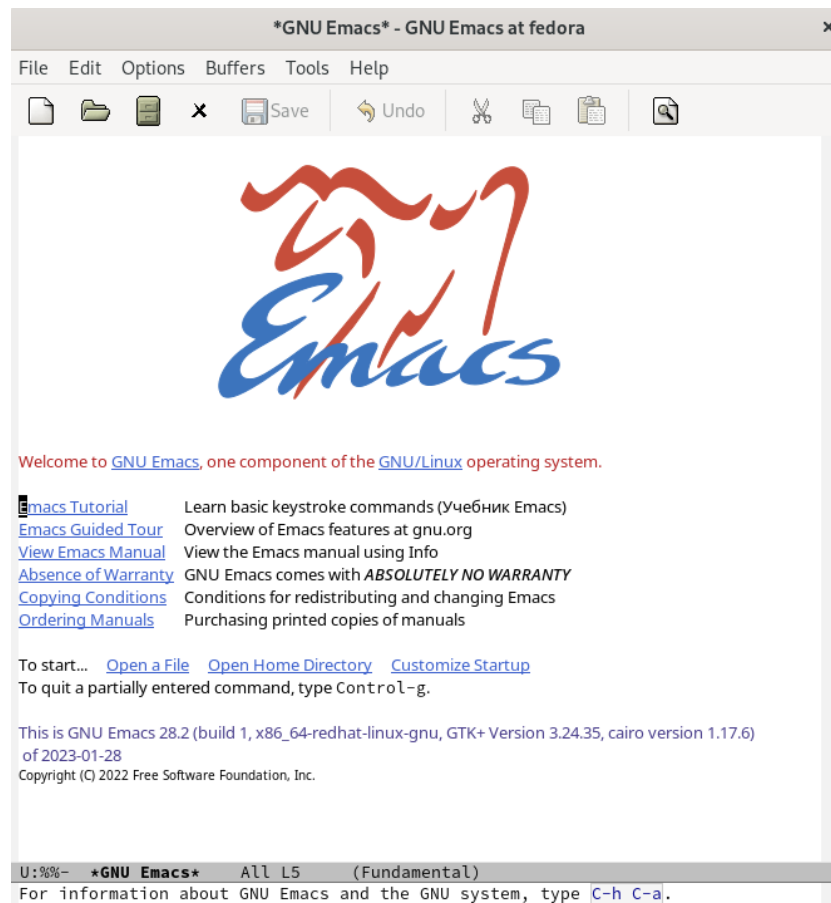 *GNU Emacs* - GNU Emacs at fedora ×
File Edit Options Buffers Tools Help
Save Undo
Emacs
Welcome to GNU Emacs, one component of the GNU/Linux operating system.
Emacs Tutorial Learn basic keystroke commands (Учебник Emacs)
Emacs Guided Tour Overview of Emacs features at gnu.org
View Emacs Manual View the Emacs manual using Info
Absence of Warranty GNU Emacs comes with ABSOLUTELY NO WARRANTY
Copying Conditions Conditions for redistributing and changing Emacs
Ordering Manuals Purchasing printed copies of manuals
To start... Open a File Open Home Directory Customize Startup
To quit a partially entered command, type Control-g.
This is GNU Emacs 28.2 (build 1, x86_64-redhat-linux-gnu, GTK+ Version 3.24.35, cairo version 1.17.6)
of 2023-01-28
Copyright (C) 2022 Free Software Foundation, Inc.
U:%%- *GNU Emacs* All L5 (Fundamental)
For information about GNU Emacs and the GNU system, type C-h C-a.